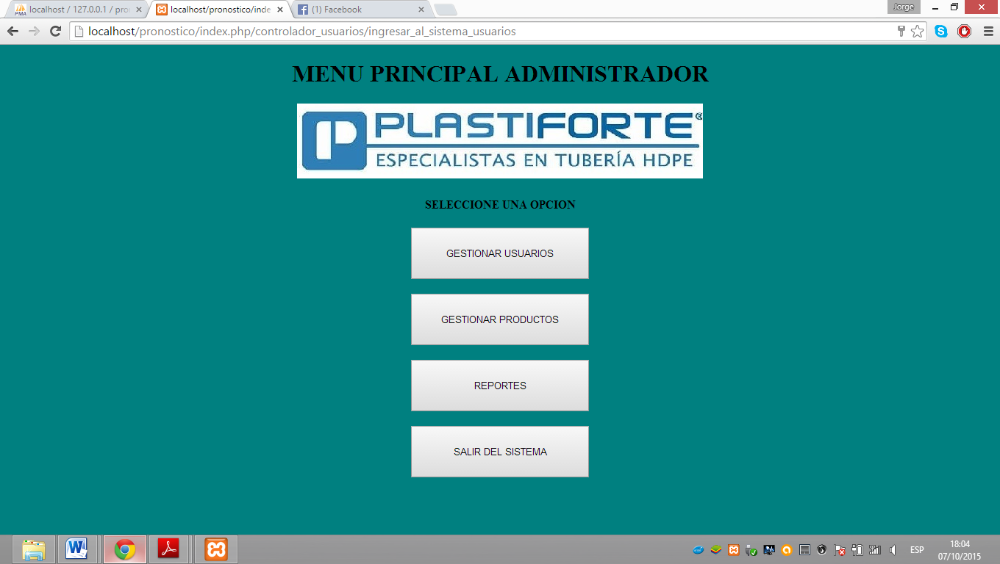 localhost / 127.0.0.1 / pro
localhost/pronostico/inde
(1) Facebook
Jorge
localhost/pronostico/index.php/controlador_usuarios/ingresar_al_sistema_usuarios
MENU PRINCIPAL ADMINISTRADOR
PLASTIFORTE®
ESPECIALISTAS EN TUBERÍA HDPE
SELECCIONE UNA OPCION
GESTIONAR USUARIOS
GESTIONAR PRODUCTOS
REPORTES
SALIR DEL SISTEMA
ESP
18:04
07/10/2015